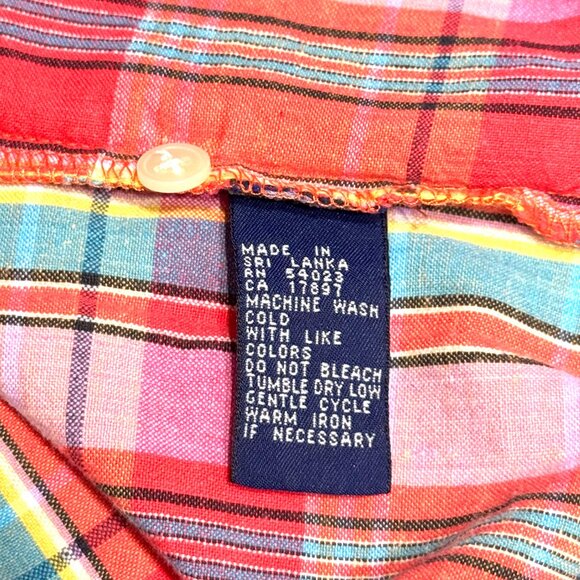 MADE IN
SRI LANKA
RN 54023
CA 17897
MACHINE WASH
COLD
WITH LIKE
COLORS
DO NOT BLEACH
TUMBLE DRY LOW
GENTLE CYCLE
WARM IRON
IF NECESSARY